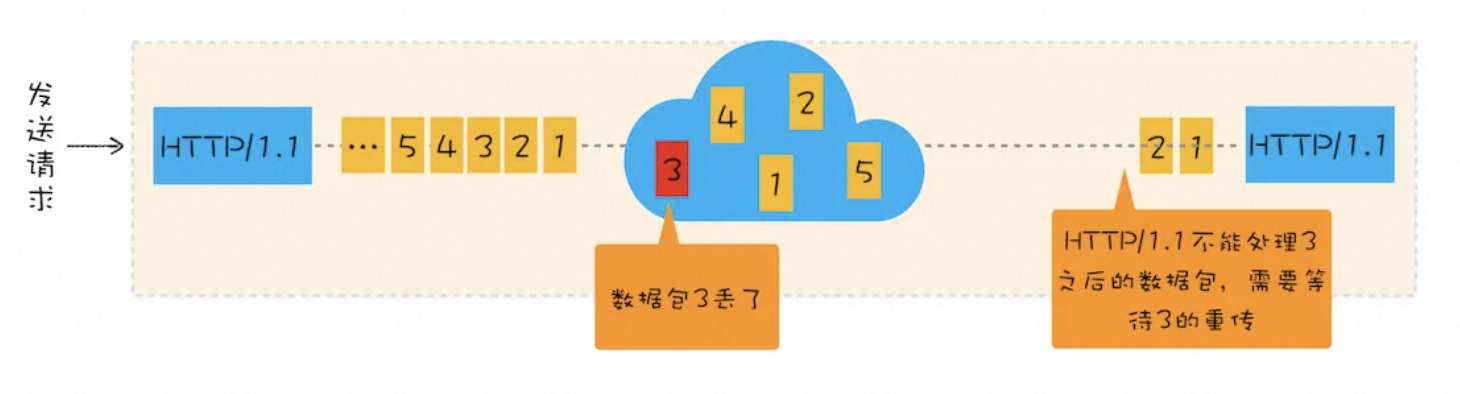 发送请求
HTTP/1.1
… 5 4 3 2 1
4 2
3 1 5
2 1
HTTP/1.1
数据包3丢了
HTTP/1.1不能处理3
之后的数据包，需要等
待3的重传